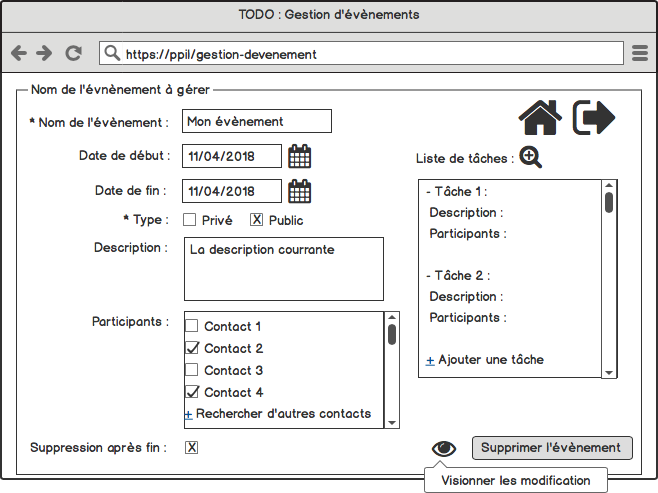 TODO : Gestion d'évènements
https://ppil/gestion-devenement
Nom de l'évnènement à gérer
* Nom de l'évènement : Mon évènement
Date de début : 11/04/2018
Date de fin : 11/04/2018
* Type : Privé X Public
Description : La description courrante
Participants : Contact 1
Contact 2
Contact 3
Contact 4
+ Rechercher d'autres contacts
Suppression après fin : X
Liste de tâches :
- Tâche 1 :
Description :
Participants :
- Tâche 2 :
Description :
Participants :
+ Ajouter une tâche
Supprimer l'évènement
Visionner les modification